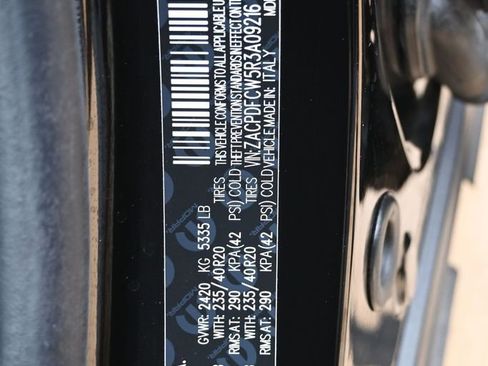 GVWR: 2420 KG 5335 LB
WITH: 235/40R20 TIRES
RIMS AT: 290 KPA(42 PSI) COLD
WITH: 235/40R20 TIRES
RIMS AT: 290 KPA(42 PSI) COLD
THIS VEHICLE CONFORMS TO ALL APPLICABLE U
THEFT PREVENTION STANDARDS IN EFFECT ON T
VIN: ZACPDFCW5R3A09216
VEHICLE MADE IN: ITALY
MOPAR